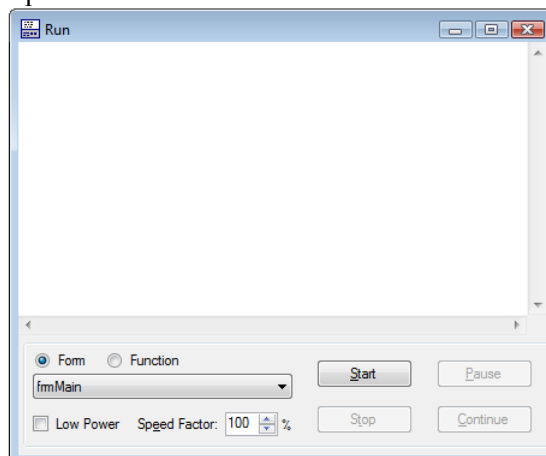 Run
Form Function
frmMain
Start Pause
Low Power Speed Factor: 100 %
Stop Continue